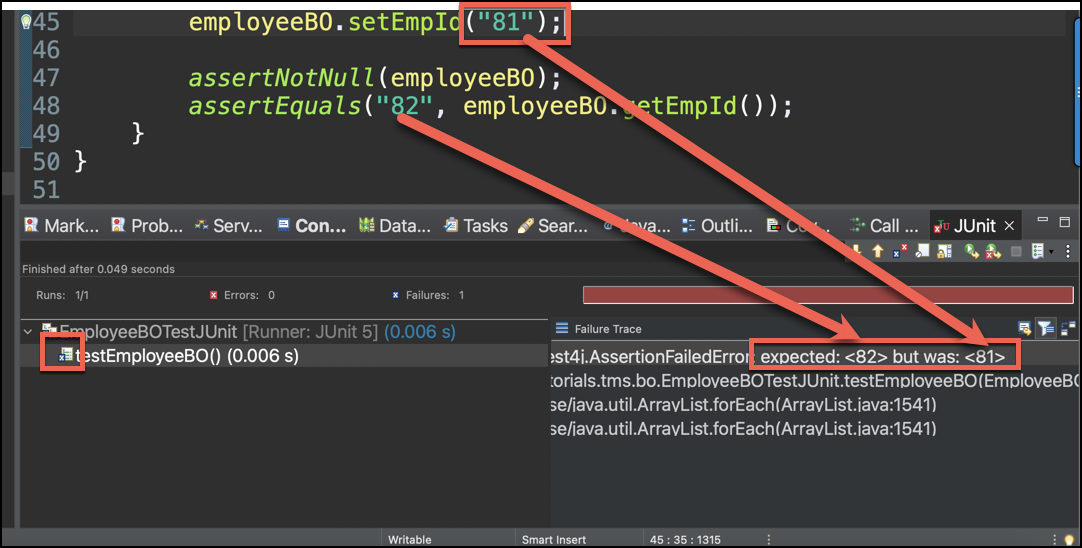 45 employeeBO.setEmpId("81");
46
47 assertNotNull(employeeBO);
48 assertEquals("82", employeeBO.getEmpId());
49 }
50 }
51
Mark... Prob... Serv... Con... Data... Tasks Sear... Java... Outli... Call ... JUnit
Finished after 0.049 seconds
Runs: 1/1 Errors: 0 Failures: 1
EmployeeBOTestJUnit [Runner: JUnit 5] (0.006 s)
testEmployeeBO() (0.006 s)
Failure Trace
est4j.AssertionFailedError expected: <82> but was: <81>
torials.tms.bo.EmployeeBOTestJUnit.testEmployeeBO(EmployeeBO
se/java.util.ArrayList.forEach(ArrayList.java:1541)
se/java.util.ArrayList.forEach(ArrayList.java:1541)
Writable Smart Insert 45 : 35 : 1315